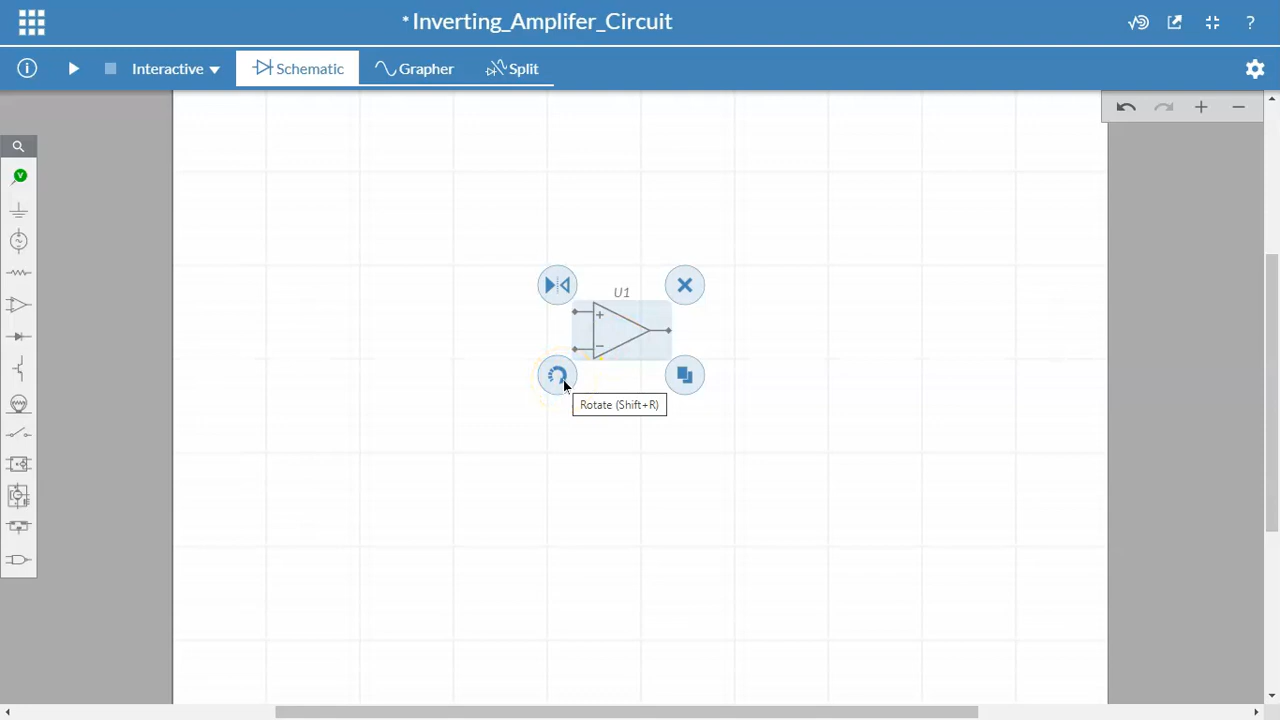 * Inverting_Amplifer_Circuit
?
Interactive
Schematic
Grapher
Split
V
U1
Rotate (Shift+R)